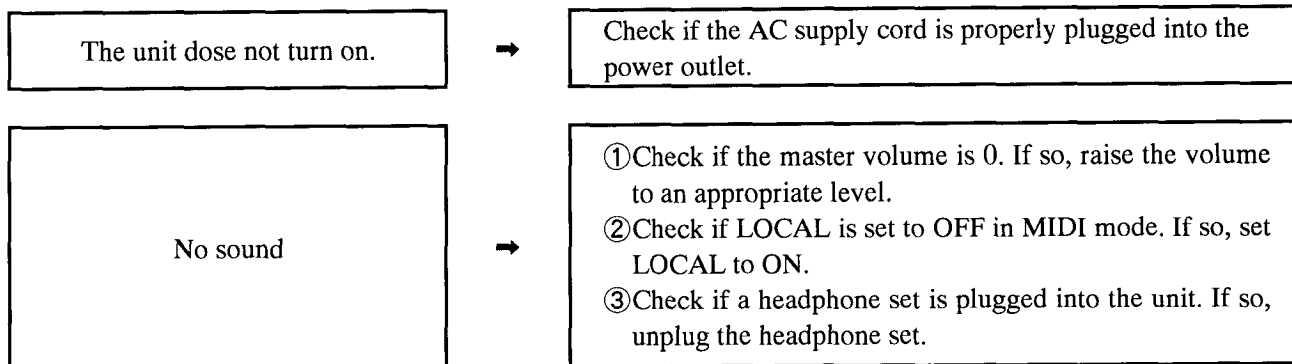 The unit dose not turn on.
➡
Check if the AC supply cord is properly plugged into the
power outlet.
No sound
➡
①Check if the master volume is 0. If so, raise the volume
to an appropriate level.
②Check if LOCAL is set to OFF in MIDI mode. If so, set
LOCAL to ON.
③Check if a headphone set is plugged into the unit. If so,
unplug the headphone set.